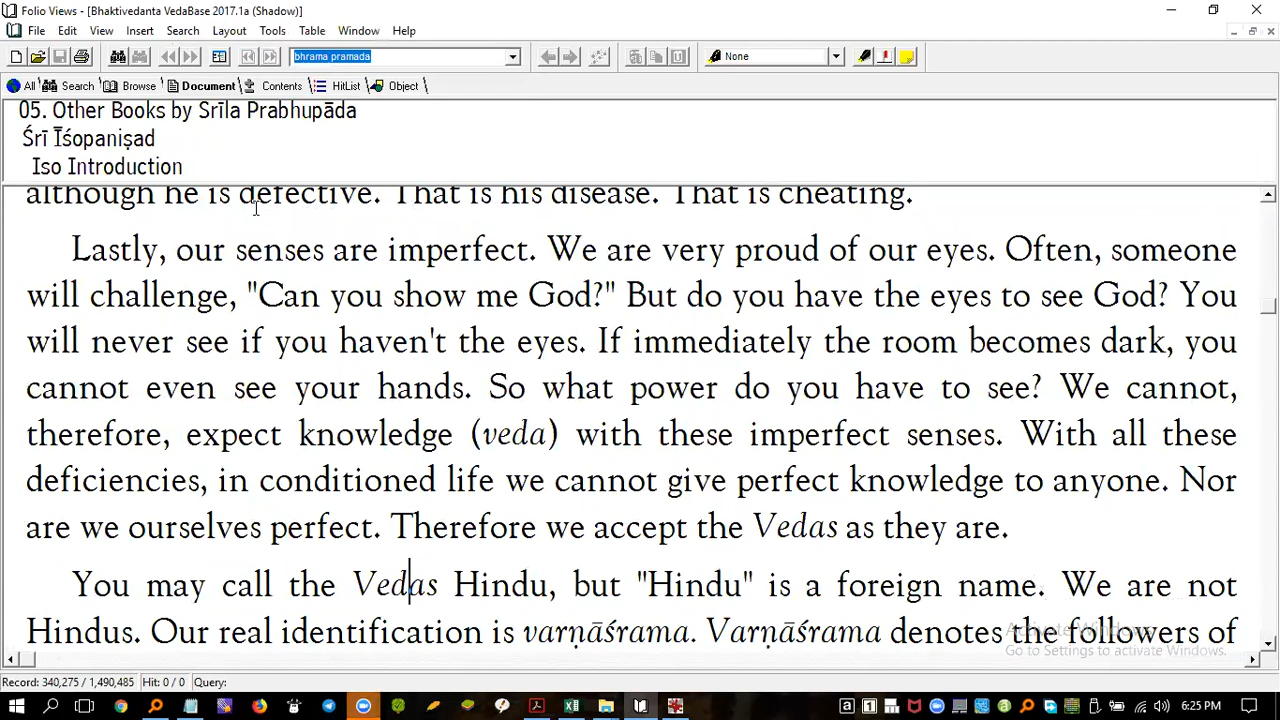 Folio Views - [Bhaktivedanta VedaBase 2017.1a (Shadow)]
File Edit View Insert Search Layout Tools Table Window Help
bhrama pramada
None
All Search Browse Document Contents HitList Object
05. Other Books by Srīla Prabhupāda
Śrī Īśopaniṣad
Iso Introduction
although he is defective. That is his disease. That is cheating.
Lastly, our senses are imperfect. We are very proud of our eyes. Often, someone
will challenge, "Can you show me God?" But do you have the eyes to see God? You
will never see if you haven't the eyes. If immediately the room becomes dark, you
cannot even see your hands. So what power do you have to see? We cannot,
therefore, expect knowledge (veda) with these imperfect senses. With all these
deficiencies, in conditioned life we cannot give perfect knowledge to anyone. Nor
are we ourselves perfect. Therefore we accept the Vedas as they are.
You may call the Vedas Hindu, but "Hindu" is a foreign name. We are not
Hindus. Our real identification is varṇāśrama. Varṇāśrama denotes the followers of
Activate Windows
Go to Settings to activate Windows.
Record: 340,275 / 1,490,485 Hit: 0 / 0 Query:
6:25 PM